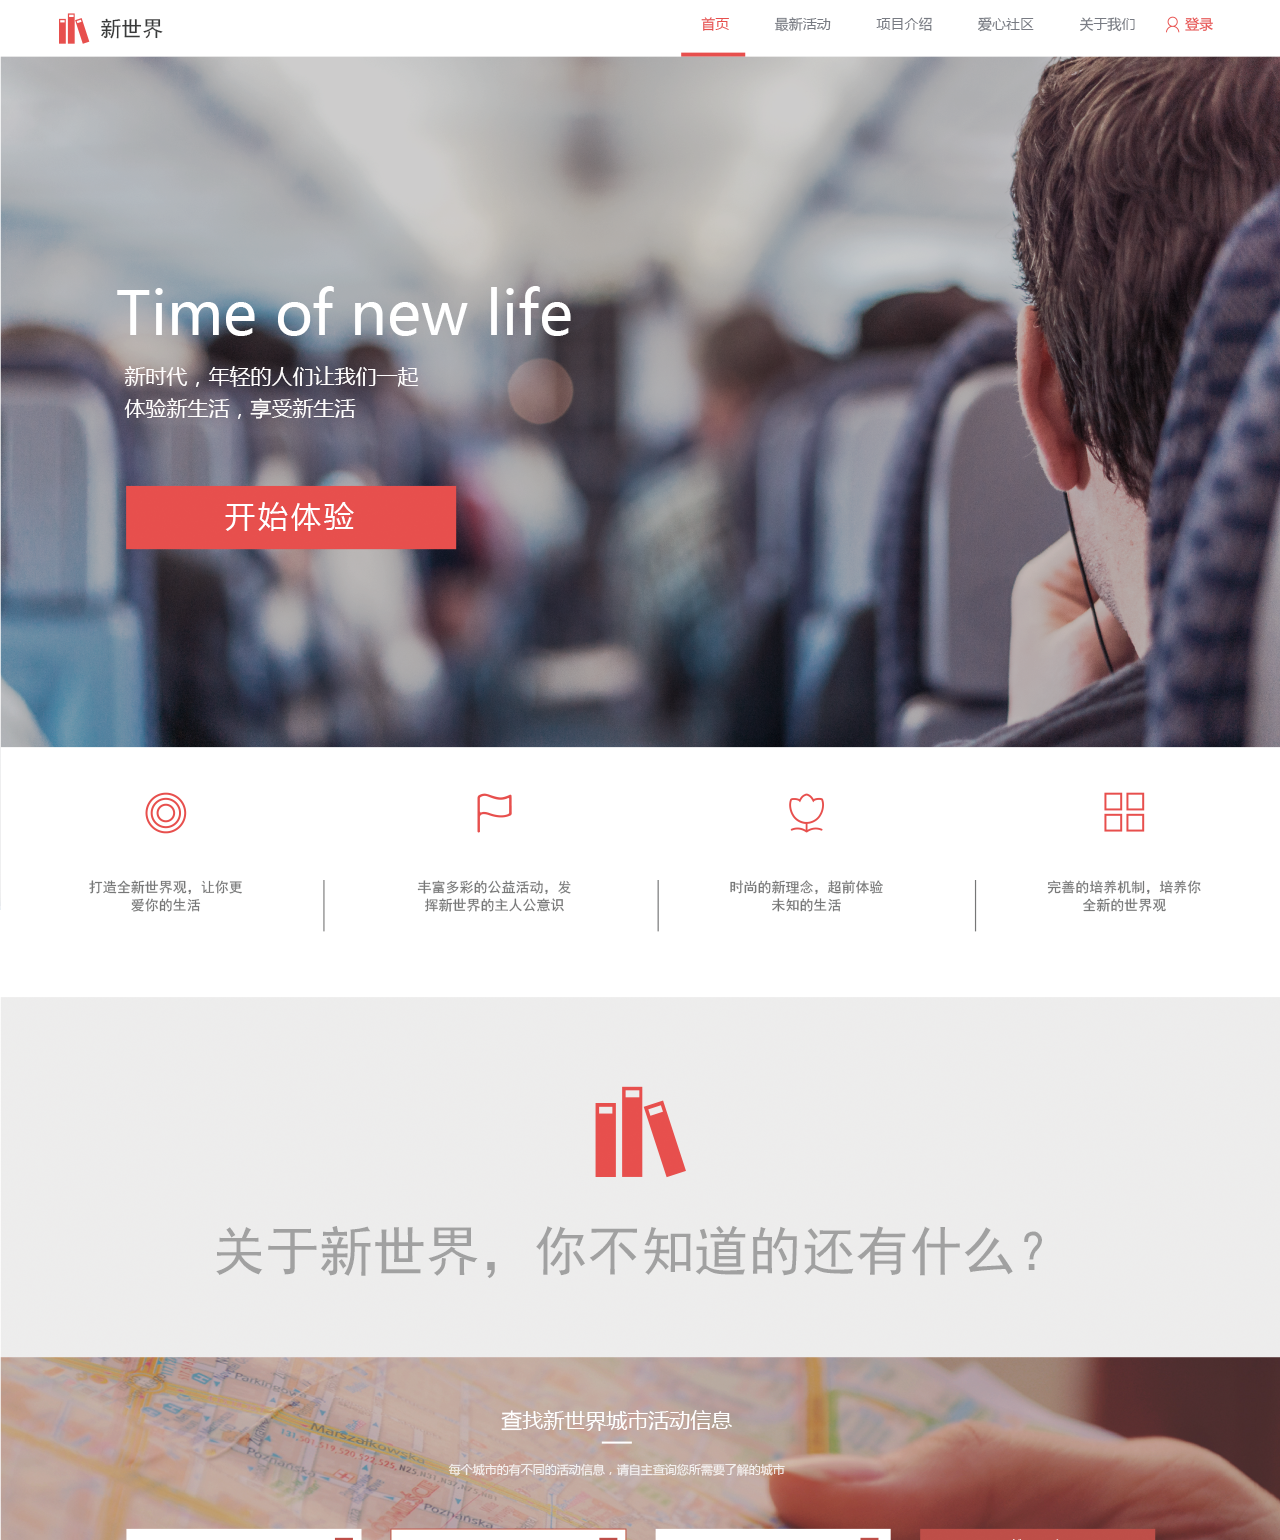 新世界
首页 最新活动 项目介绍 爱心社区 关于我们 登录
Time of new life
新时代，年轻的人们让我们一起
体验新生活，享受新生活
开始体验
打造全新世界观，让你更
爱你的生活
丰富多彩的公益活动，发
挥新世界的主人公意识
时尚的新理念，超前体验
未知的生活
完善的培养机制，培养你
全新的世界观
关于新世界，你不知道的还有什么？
Parkingowa
查找新世界城市活动信息
Marszałkowska
每个城市的有不同的活动信息，请自主查询您所需要了解的城市
Poznańska